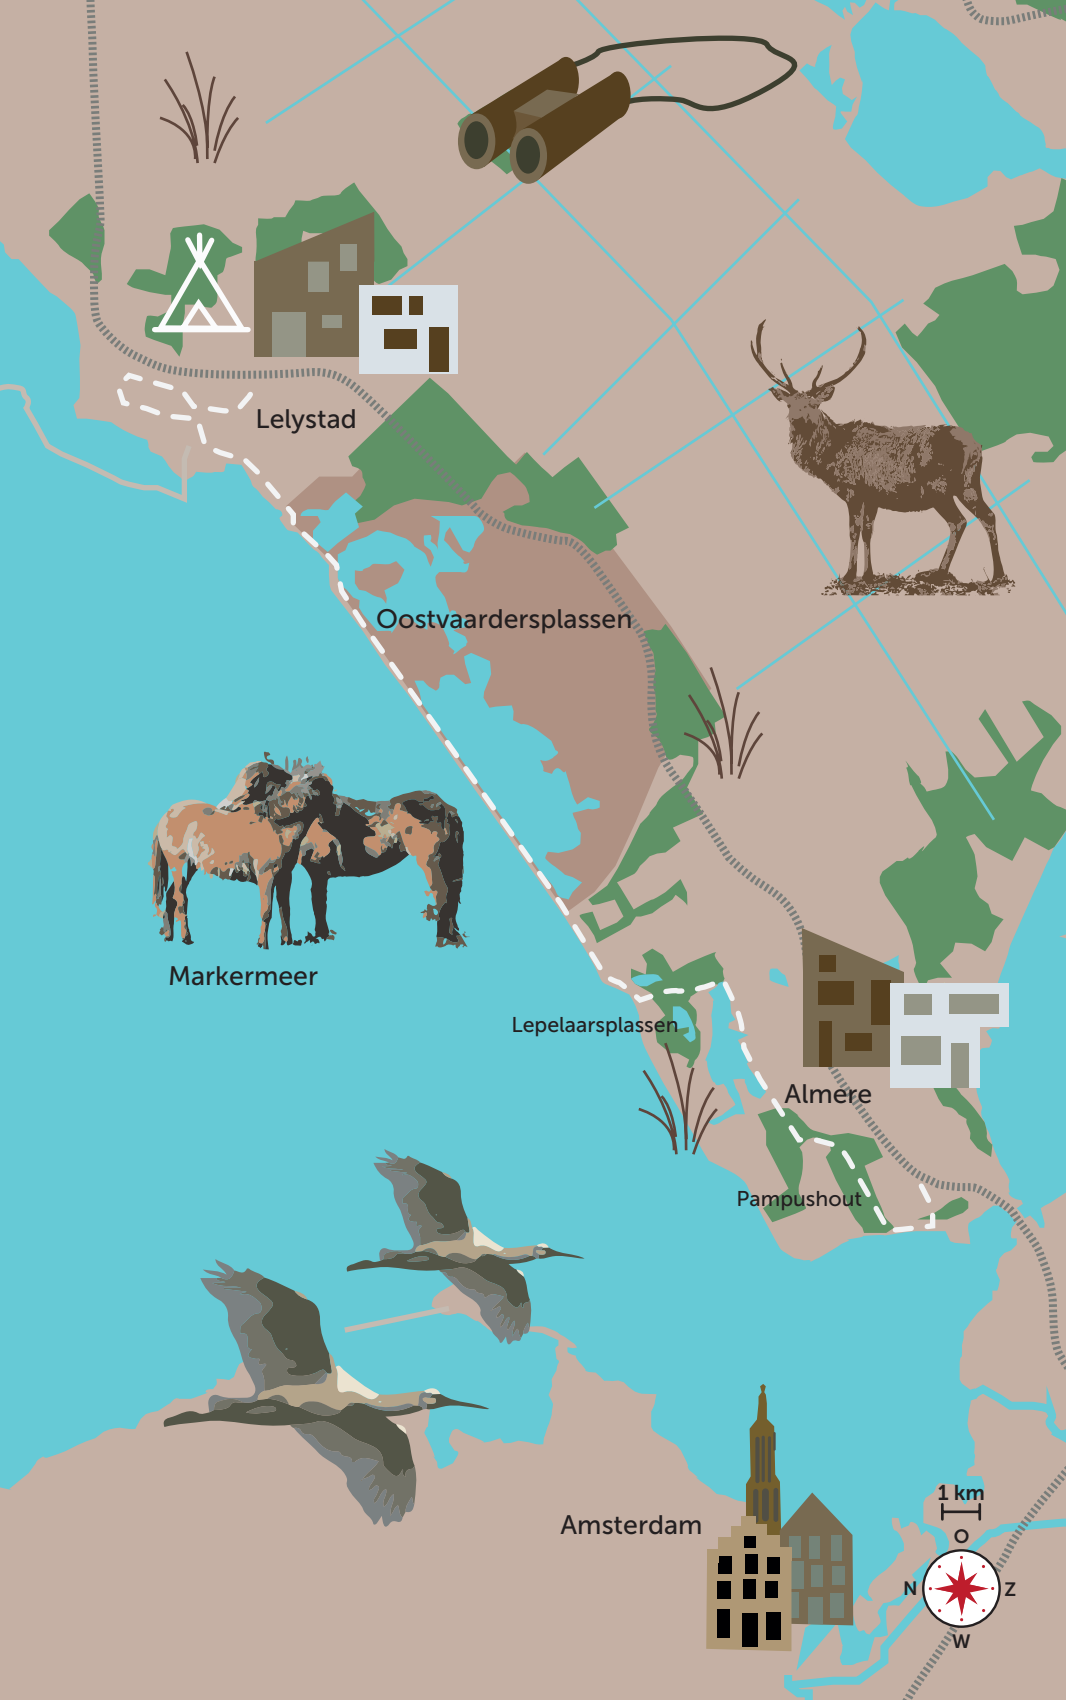 Lelystad
Oostvaardersplassen
Markermeer
Lepelaarsplassen
Almere
Pampushout
Amsterdam
1 km
O
N Z
W